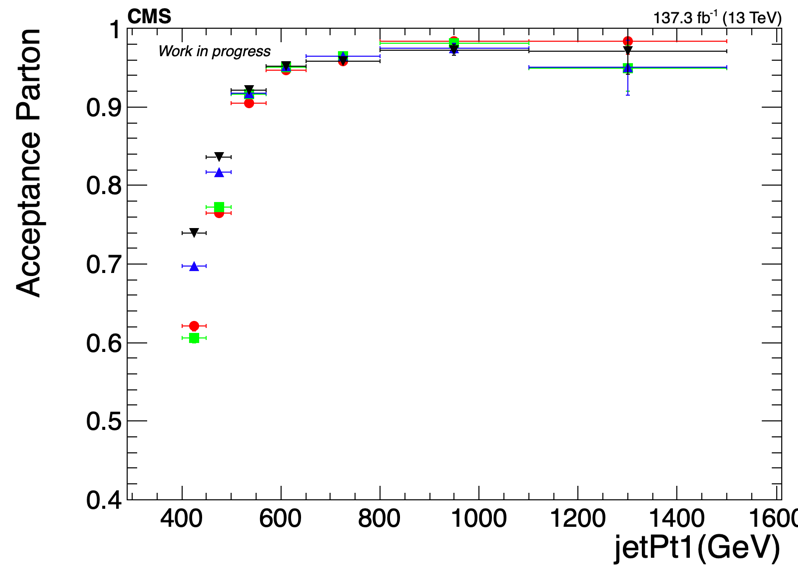 CMS
137.3 fb⁻¹ (13 TeV)
Work in progress
Acceptance Parton
1
0.9
0.8
0.7
0.6
0.5
0.4
400 600 800 1000 1200 1400 1600
jetPt1(GeV)